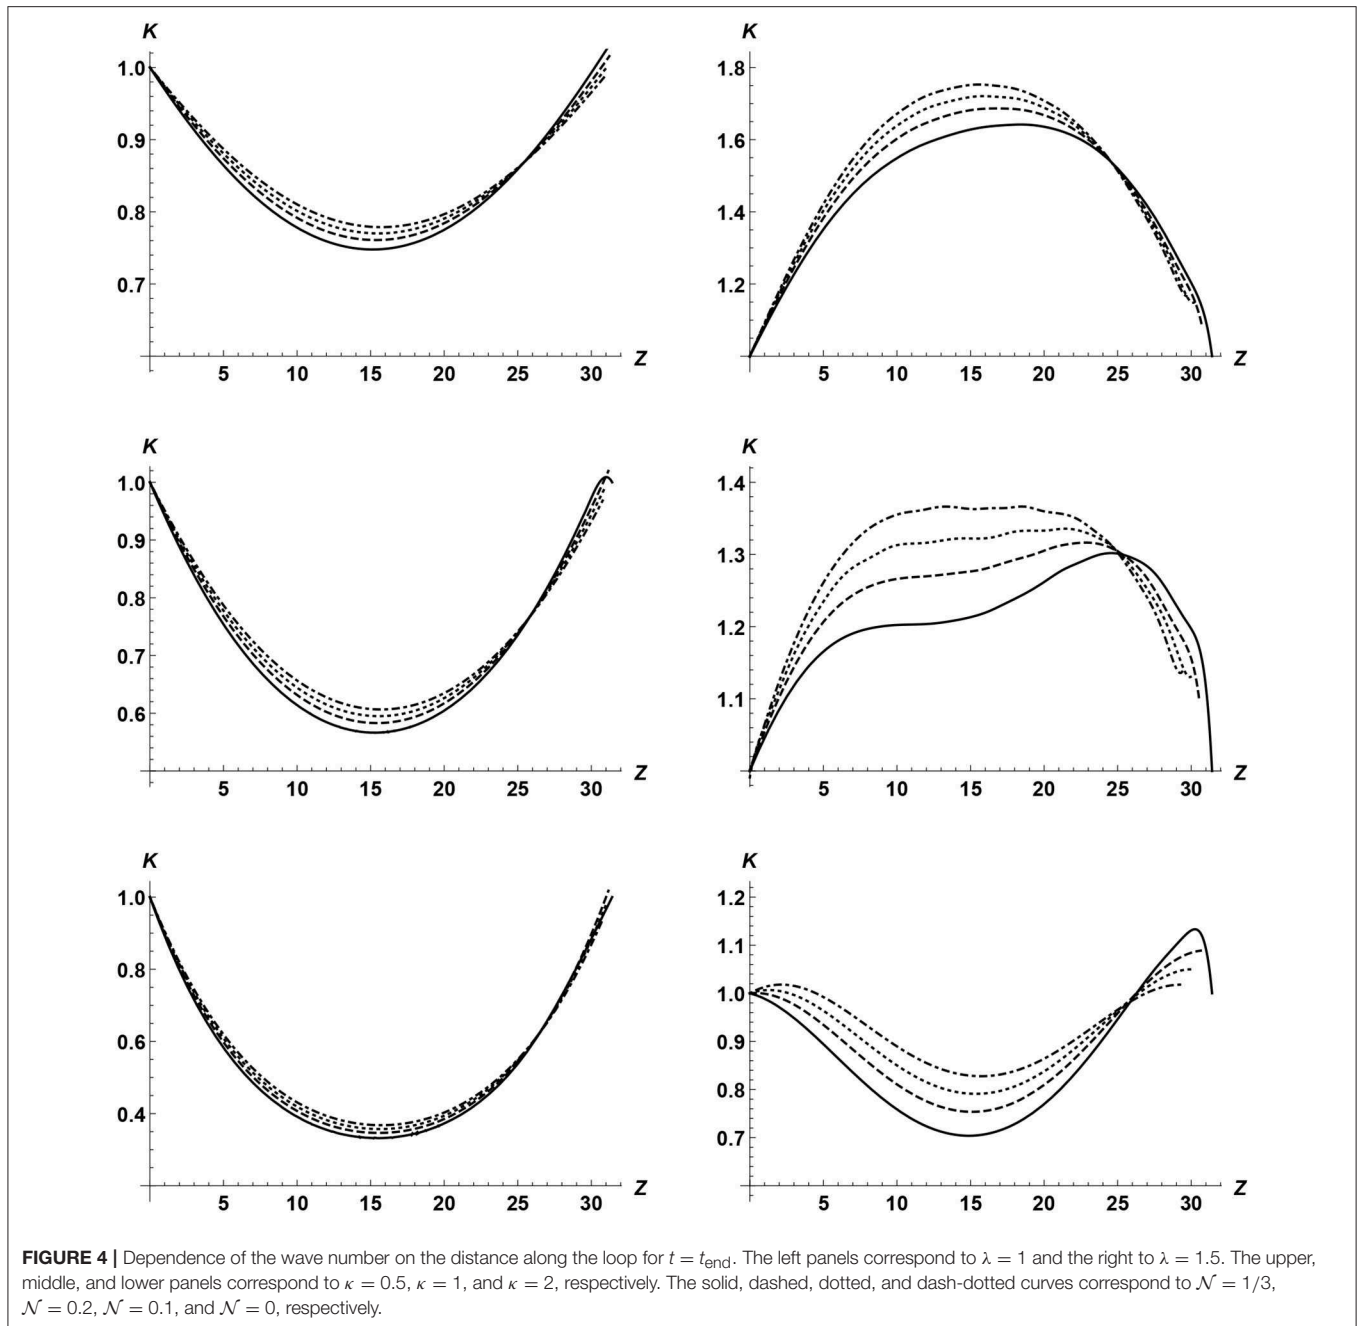 K
1.0
0.9
0.8
0.7
5 10 15 20 25 30 Z
K
1.8
1.6
1.4
1.2
5 10 15 20 25 30 Z
K
1.0
0.9
0.8
0.7
0.6
5 10 15 20 25 30 Z
K
1.4
1.3
1.2
1.1
5 10 15 20 25 30 Z
K
1.0
0.8
0.6
0.4
5 10 15 20 25 30 Z
K
1.2
1.1
1.0
0.9
0.8
0.7
5 10 15 20 25 30 Z
FIGURE 4 | Dependence of the wave number on the distance along the loop for t = t_end. The left panels correspond to λ = 1 and the right to λ = 1.5. The upper,
middle, and lower panels correspond to κ = 0.5, κ = 1, and κ = 2, respectively. The solid, dashed, dotted, and dash-dotted curves correspond to 𝒩 = 1/3,
𝒩 = 0.2, 𝒩 = 0.1, and 𝒩 = 0, respectively.